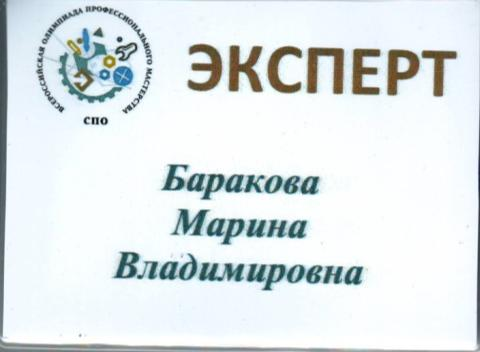 ВСЕРОССИЙСКАЯ ОЛИМПИАДА ПРОФЕССИОНАЛЬНОГО МАСТЕРСТВА
СПО
ЭКСПЕРТ
Баракова
Марина
Владимировна